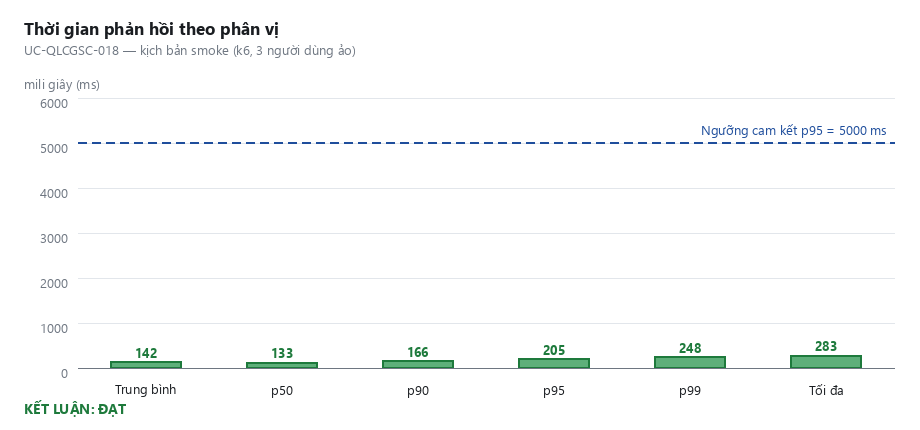 Thời gian phản hồi theo phân vị
UC-QLCGSC-018 — kịch bản smoke (k6, 3 người dùng ảo)
mili giây (ms)
6000
Ngưỡng cam kết p95 = 5000 ms
5000
4000
3000
2000
1000
0
142 133 166 205 248 283
Trung bình p50 p90 p95 p99 Tối đa
KẾT LUẬN: ĐẠT